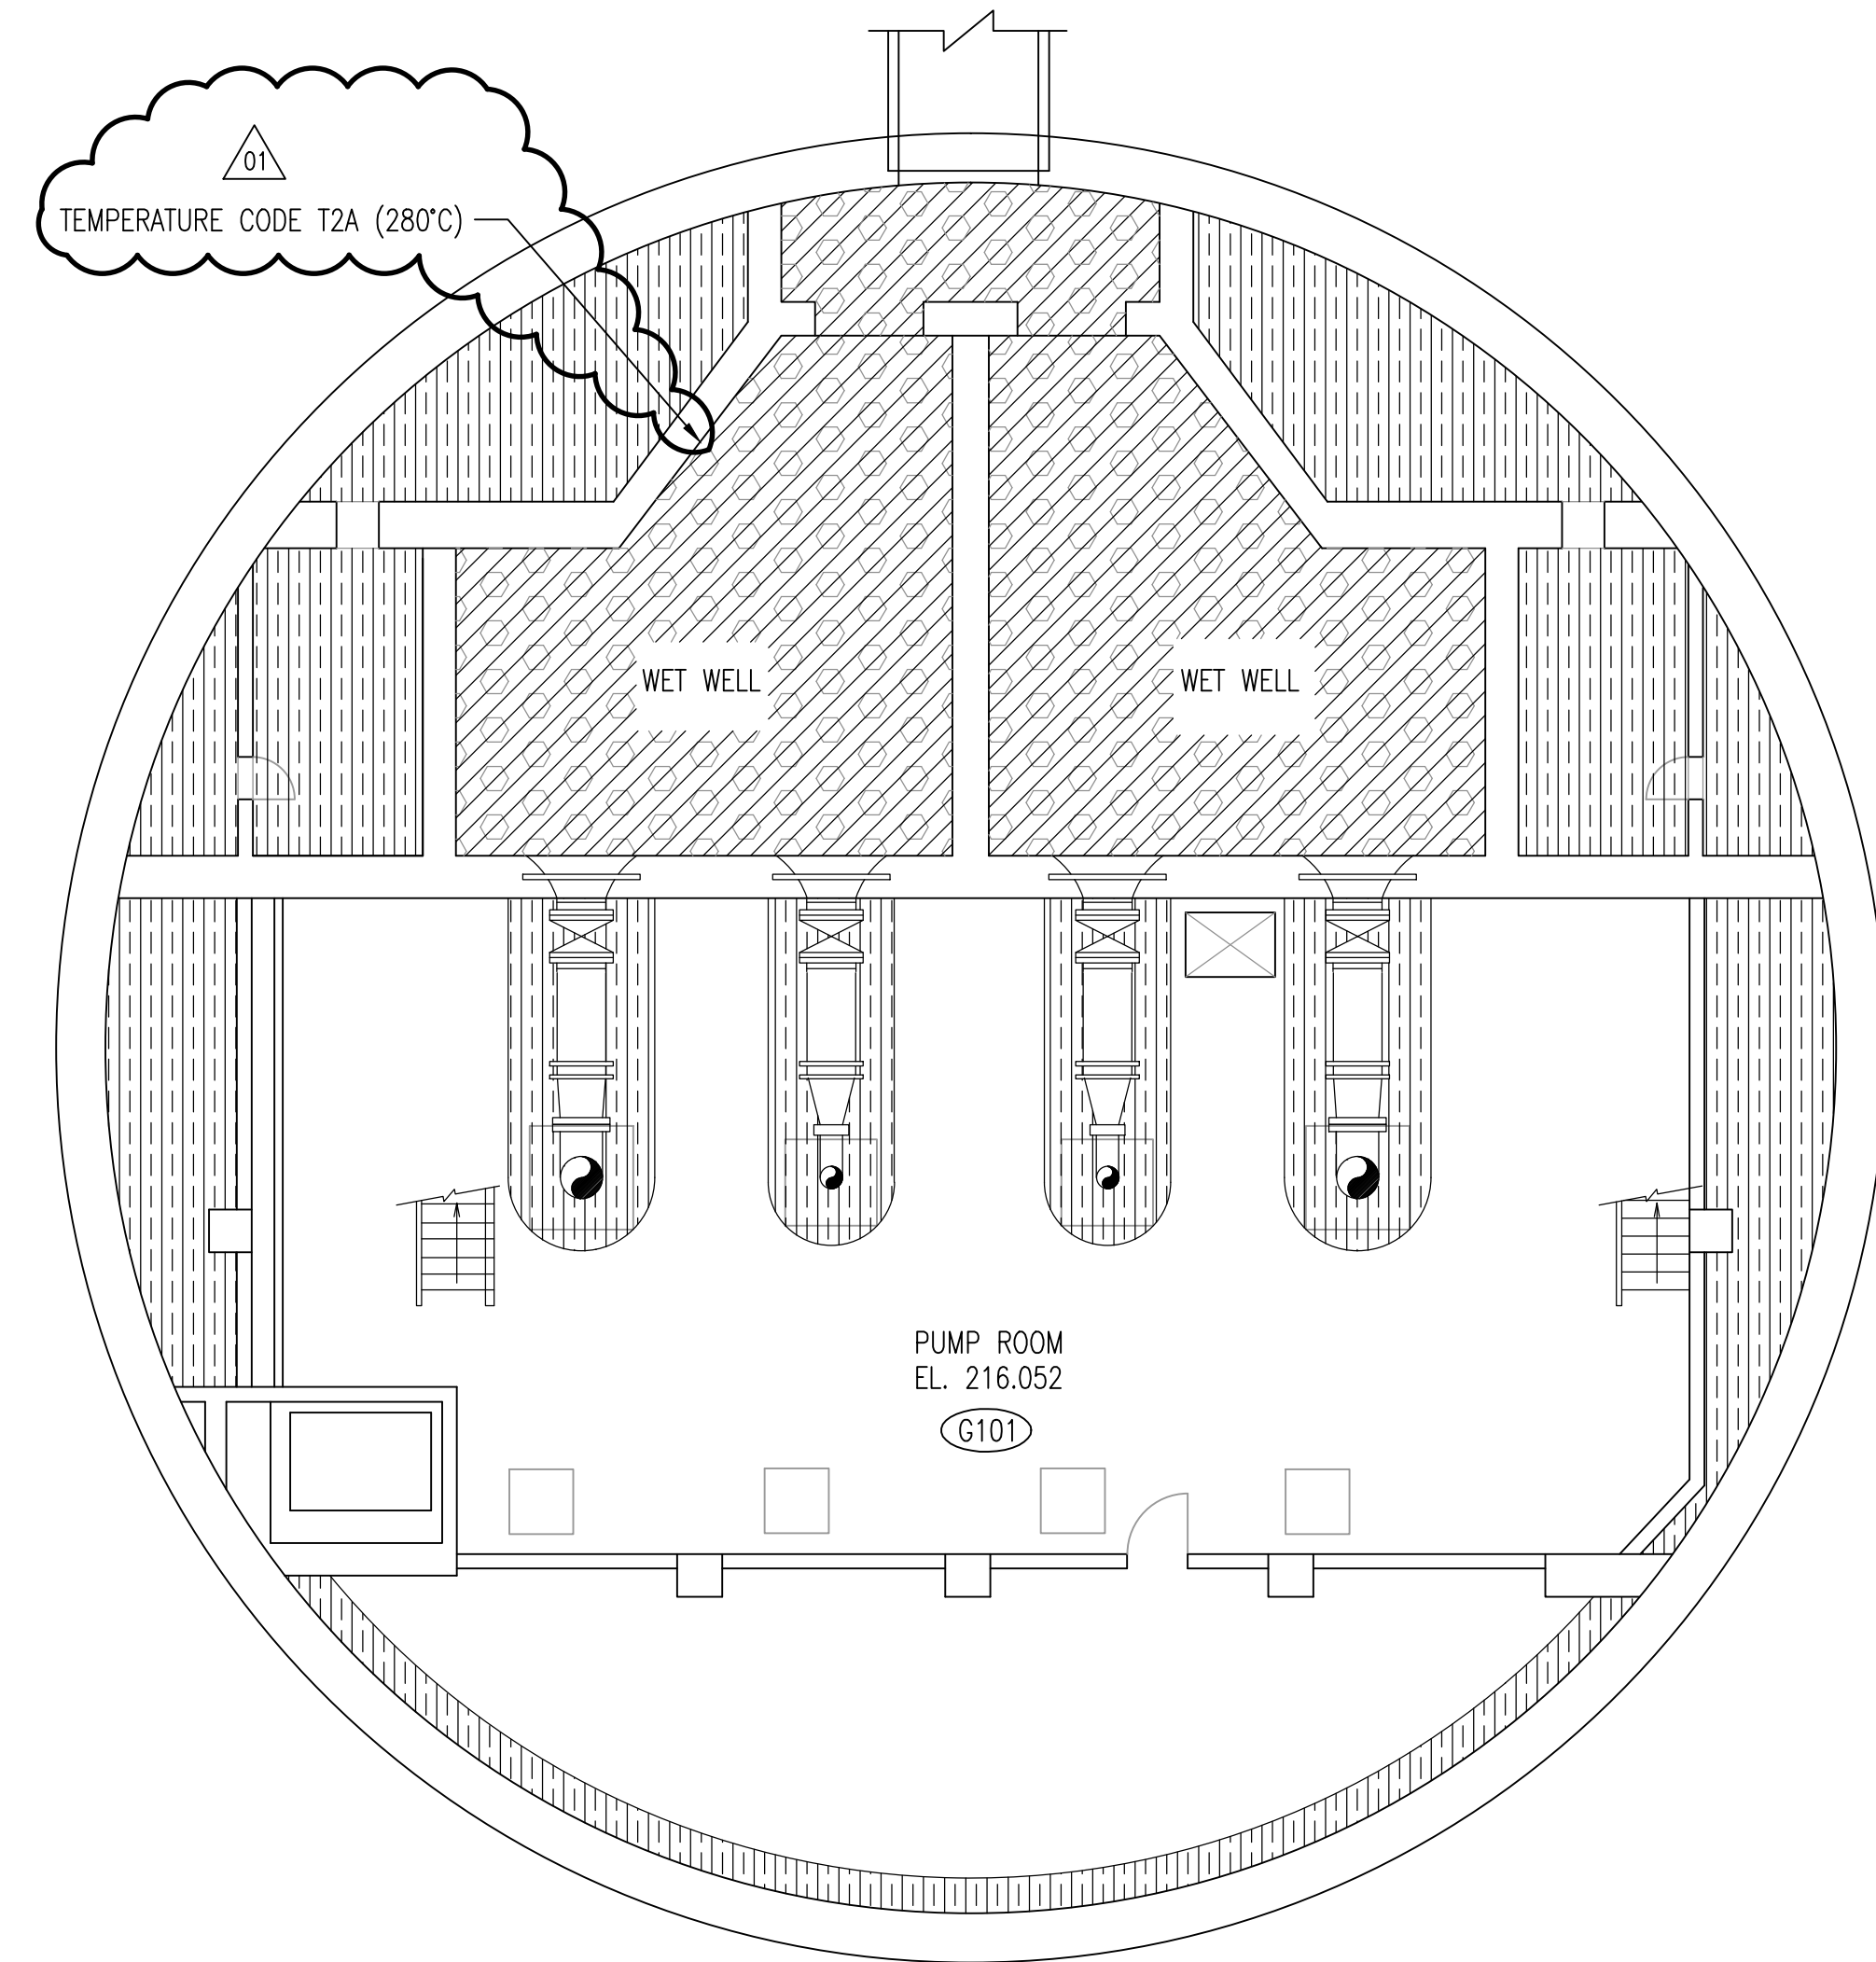 01
TEMPERATURE CODE T2A (280°C)
WET WELL
WET WELL
PUMP ROOM
EL. 216.052
G101